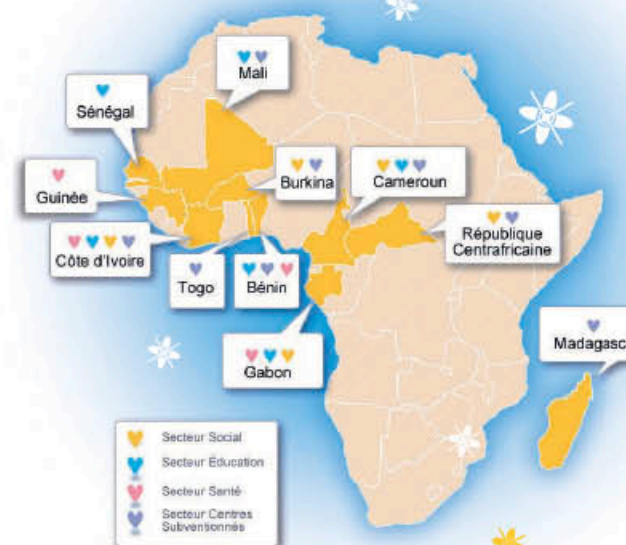 Mali
Sénégal
Burkina
Cameroun
Guinée
République
Centrafricaine
Côte d'Ivoire
Togo
Bénin
Madagasc
Gabon
Secteur Social
Secteur Éducation
Secteur Santé
Secteur Centres
Subventionnés